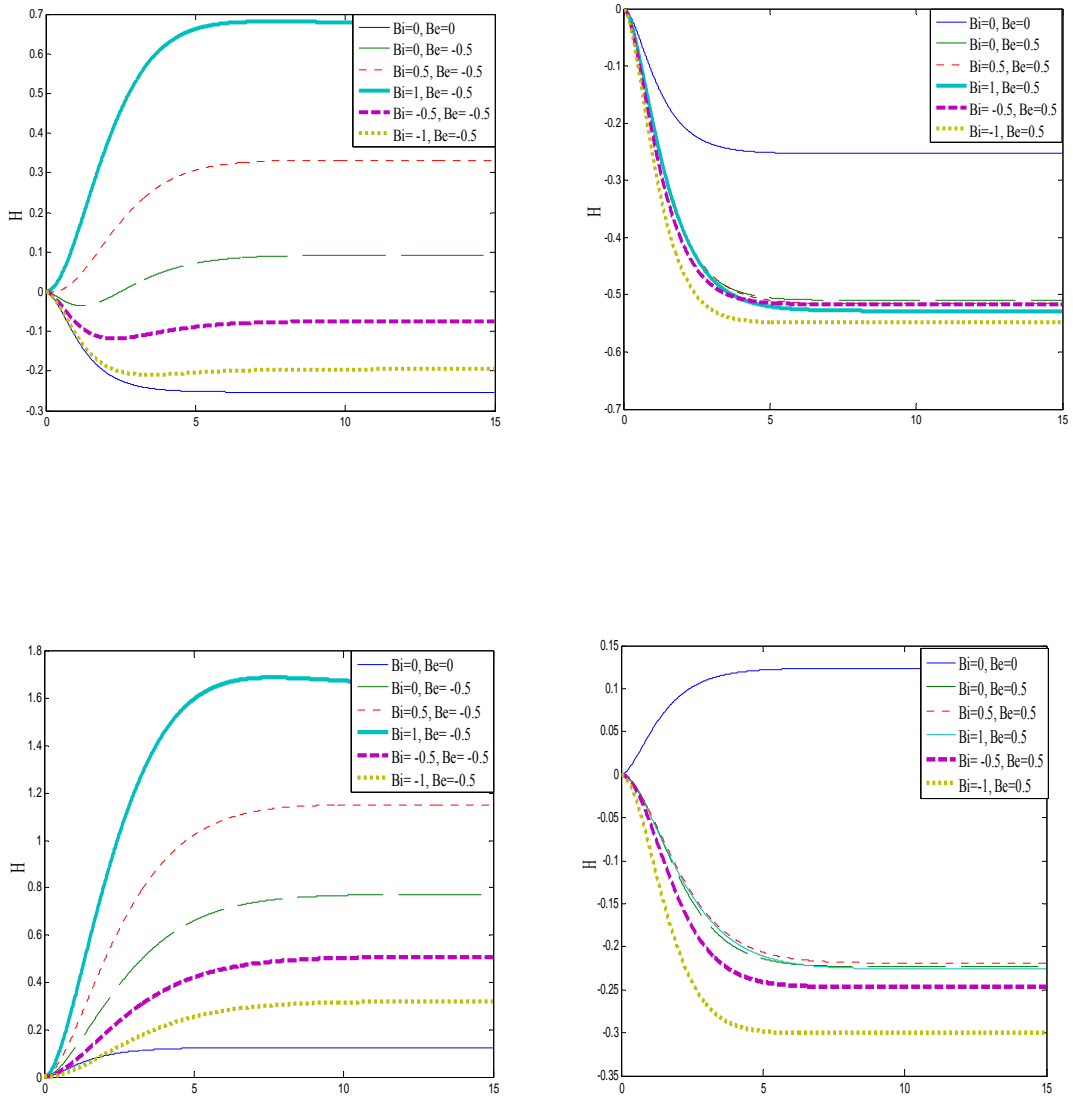 0.7
0.6
0.5
0.4
0.3
0.2
0.1
0
-0.1
-0.2
-0.3
H
0 5 10 15
Bi=0, Be=0
Bi=0, Be= -0.5
Bi=0.5, Be= -0.5
Bi=1, Be= -0.5
Bi= -0.5, Be= -0.5
Bi= -1, Be=-0.5
0
-0.1
-0.2
-0.3
-0.4
-0.5
-0.6
-0.7
H
0 5 10 15
Bi=0, Be=0
Bi=0, Be=0.5
Bi=0.5, Be=0.5
Bi=1, Be=0.5
Bi= -0.5, Be=0.5
Bi=-1, Be=0.5
1.8
1.6
1.4
1.2
1
0.8
0.6
0.4
0.2
0
H
0 5 10 15
Bi=0, Be=0
Bi=0, Be= -0.5
Bi=0.5, Be= -0.5
Bi=1, Be= -0.5
Bi= -0.5, Be= -0.5
Bi= -1, Be=-0.5
0.15
0.1
0.05
0
-0.05
-0.1
-0.15
-0.2
-0.25
-0.3
-0.35
H
0 5 10 15
Bi=0, Be=0
Bi=0, Be=0.5
Bi=0.5, Be=0.5
Bi=1, Be=0.5
Bi= -0.5, Be=0.5
Bi=-1, Be=0.5